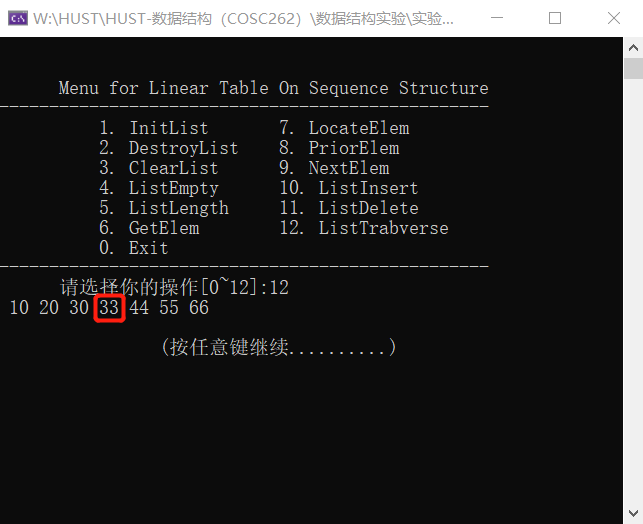 W:\HUST\HUST-数据结构（COSC262）\数据结构实验\实验...
Menu for Linear Table On Sequence Structure
-------------------------------------------------
1. InitList 7. LocateElem
2. DestroyList 8. PriorElem
3. ClearList 9. NextElem
4. ListEmpty 10. ListInsert
5. ListLength 11. ListDelete
6. GetElem 12. ListTrabverse
0. Exit
-------------------------------------------------
请选择你的操作[0~12]:12
10 20 30 33 44 55 66
(按任意键继续..........)